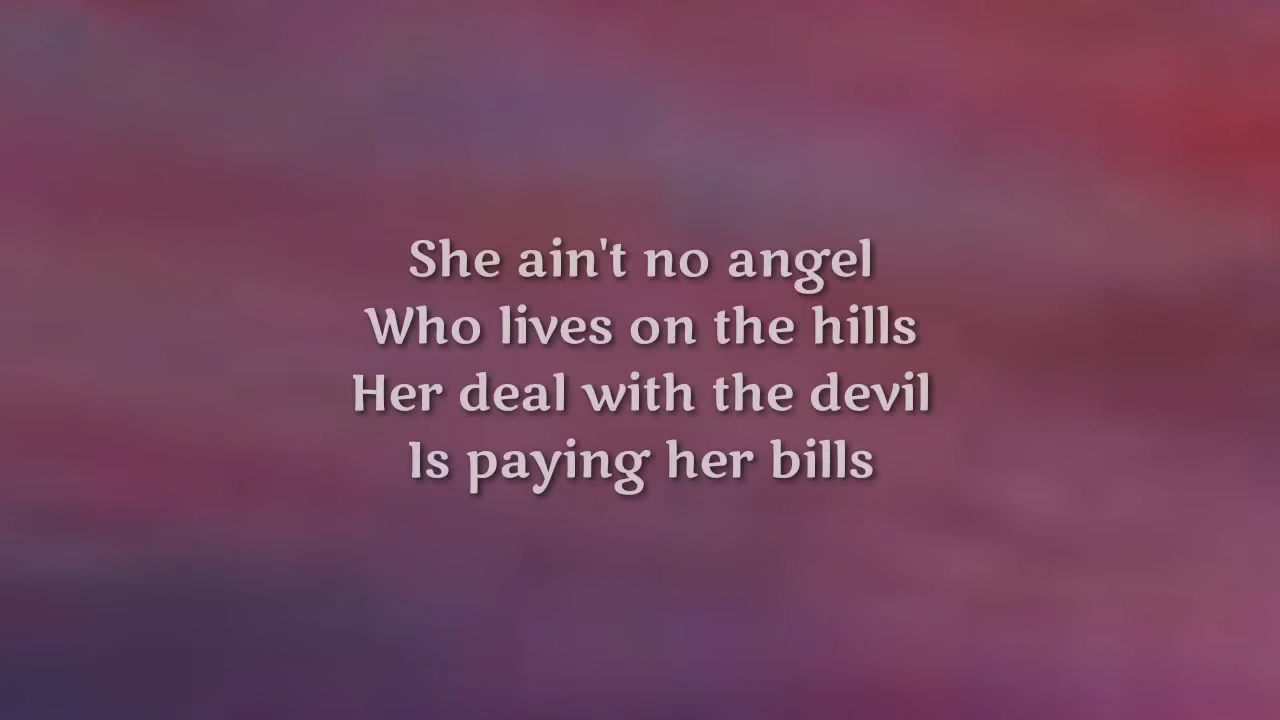 She ain't no angel
Who lives on the hills
Her deal with the devil
Is paying her bills